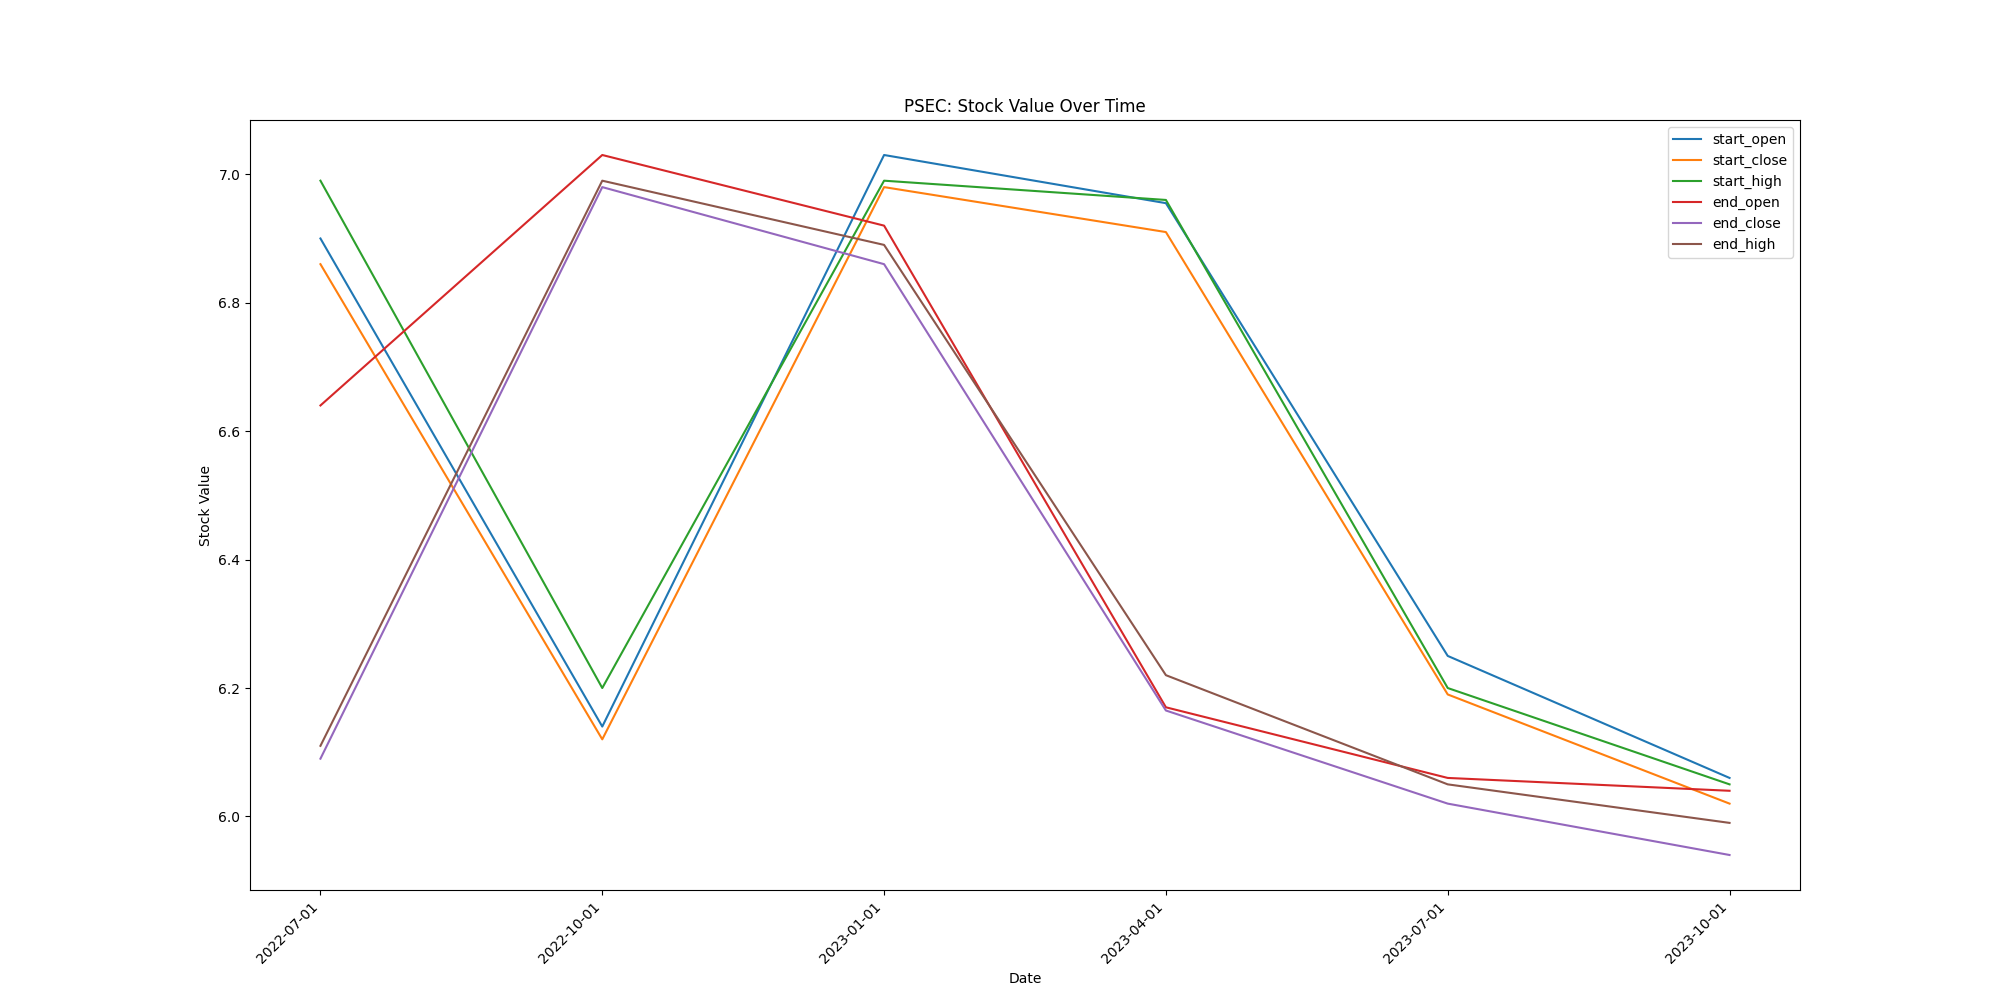 PSEC: Stock Value Over Time
start_open
start_close
start_high
end_open
end_close
end_high
Stock Value
7.0
6.8
6.6
6.4
6.2
6.0
2022-07-01
2022-10-01
2023-01-01
2023-04-01
2023-07-01
2023-10-01
Date